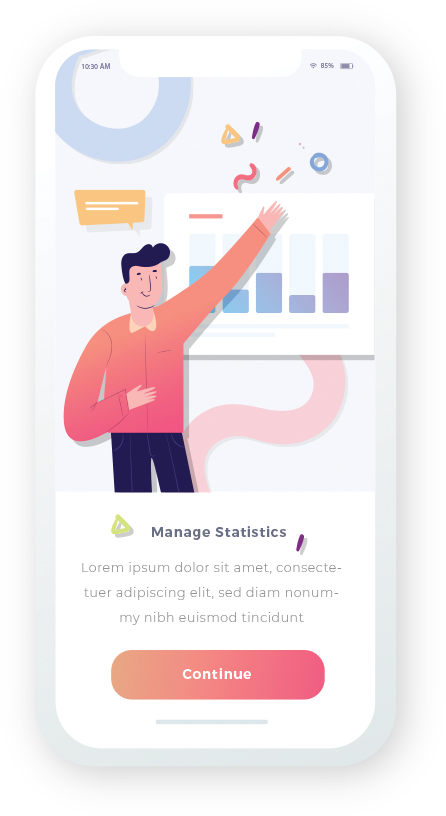 10:30 AM 85%
Manage Statistics
Lorem ipsum dolor sit amet, consecte-
tuer adipiscing elit, sed diam nonum-
my nibh euismod tincidunt
Continue